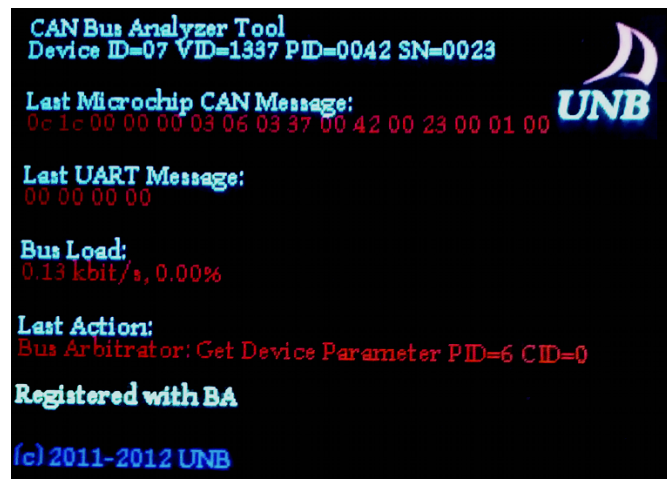 CAN Bus Analyzer Tool
Device ID=07 VID=1337 PID=0042 SN=0023
UNB
Last Microchip CAN Message:
0c 1c 00 00 00 03 06 03 37 00 42 00 23 00 01 00
Last UART Message:
00 00 00 00
Bus Load:
0.13 kbit/s, 0.00%
Last Action:
Bus Arbitrator: Get Device Parameter PID=6 CID=0
Registered with BA
(c) 2011-2012 UNB